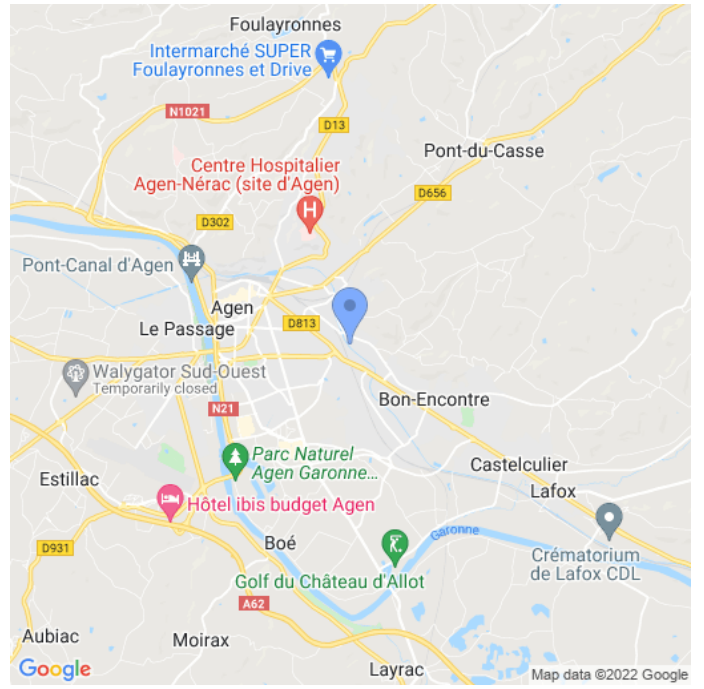 Foulayronnes
Intermarché SUPER
Foulayronnes et Drive
N1021
D13
Centre Hospitalier
Agen-Nérac (site d'Agen)
H
Pont-du-Casse
D656
D302
Pont-Canal d'Agen
Agen
Le Passage
D813
Walygator Sud-Ouest
Temporarily closed
N21
Bon-Encontre
Parc Naturel
Agen Garonne...
Castelculier
Estillac
Lafox
Hôtel ibis budget Agen
Garonne
D931
Boé
Crématorium
de Lafox CDL
Golf du Château d'Allot
A62
Aubiac
Moirax
Layrac
Google
Map data ©2022 Google